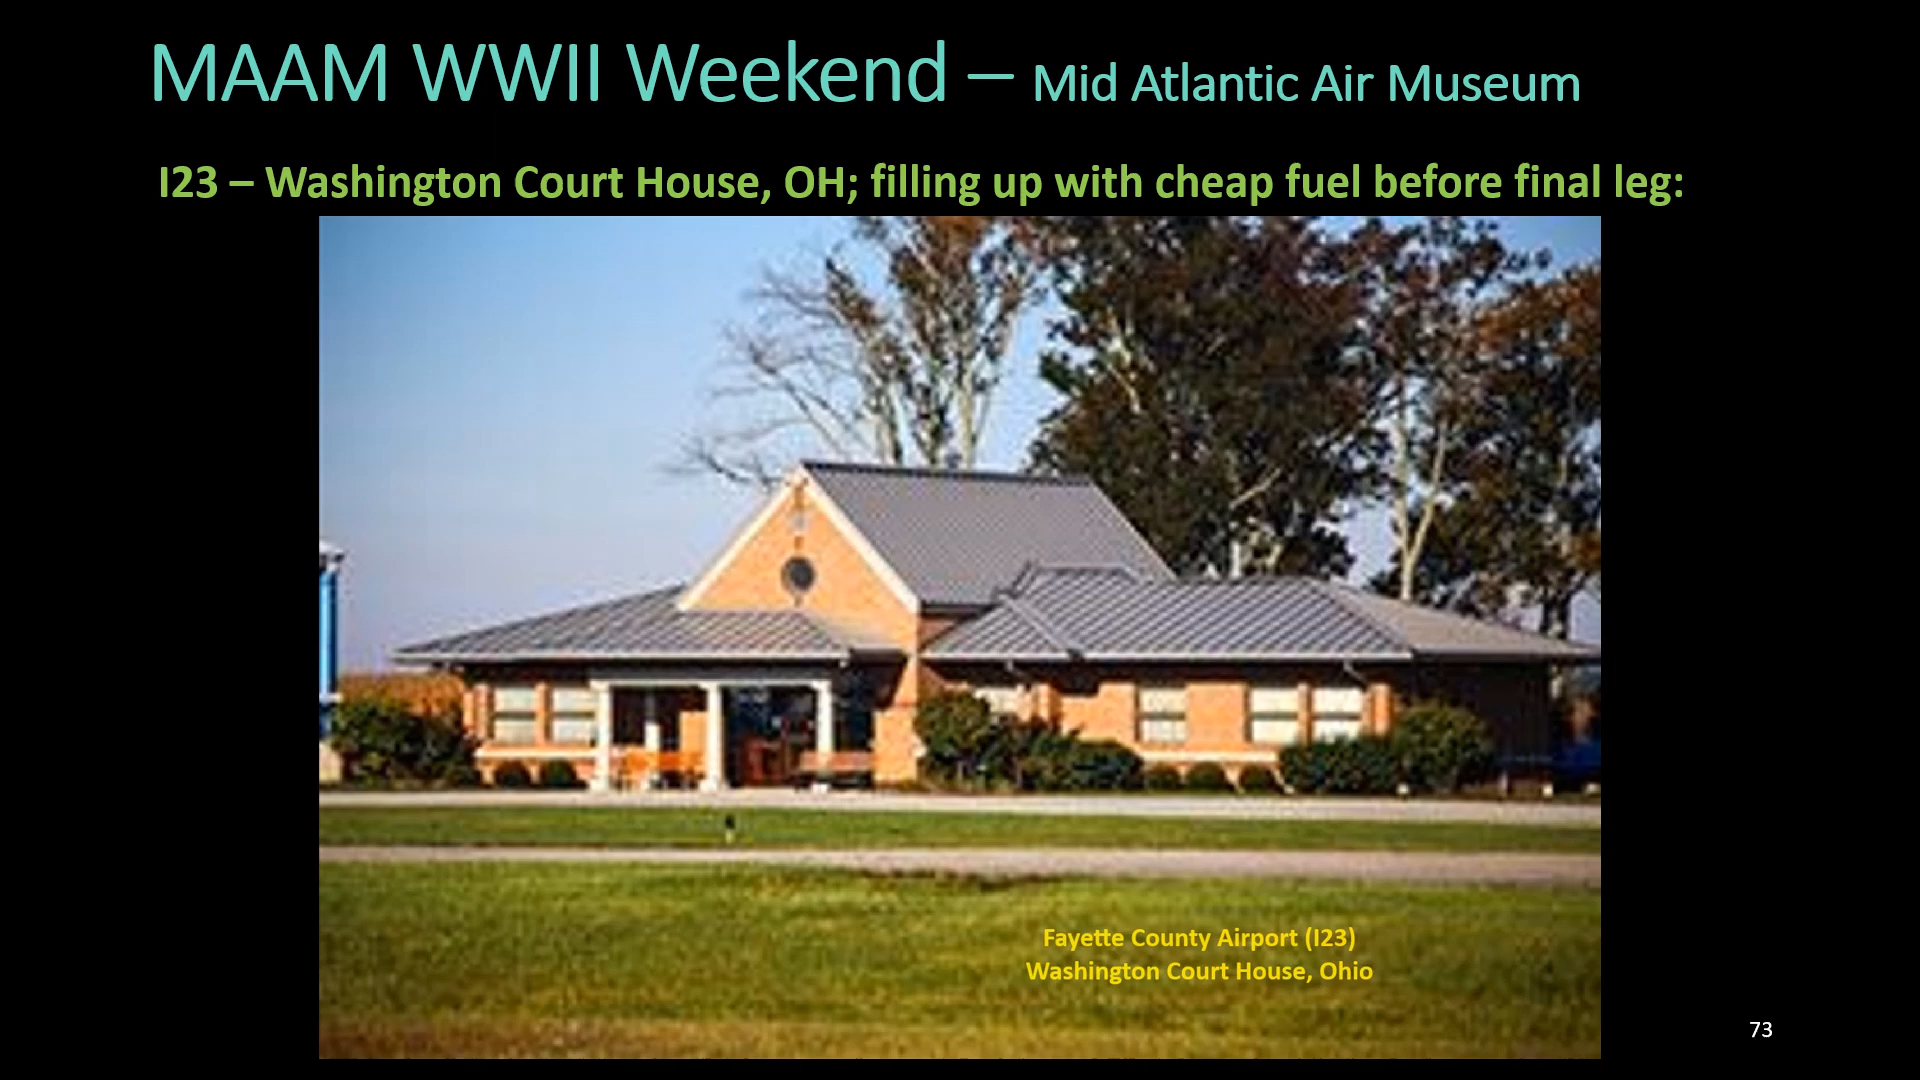 MAAM WWII Weekend – Mid Atlantic Air Museum
I23 – Washington Court House, OH; filling up with cheap fuel before final leg:
Fayette County Airport (I23)
Washington Court House, Ohio
73